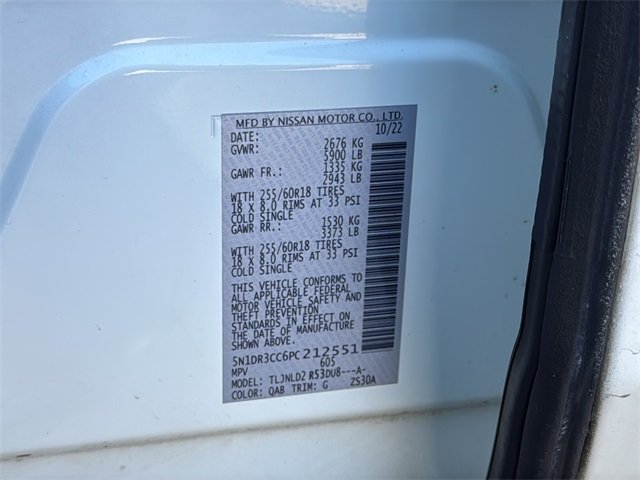 MFD BY NISSAN MOTOR CO., LTD.
DATE: 10/22
GVWR: 2676 KG
5900 LB
GAWR FR.: 1335 KG
2943 LB
WITH 255/60R18 TIRES
18 X 8.0 RIMS AT 33 PSI
COLD SINGLE
GAWR RR.: 1530 KG
3373 LB
WITH 255/60R18 TIRES
18 X 8.0 RIMS AT 33 PSI
COLD SINGLE
THIS VEHICLE CONFORMS TO
ALL APPLICABLE FEDERAL
MOTOR VEHICLE SAFETY AND
THEFT PREVENTION
STANDARDS IN EFFECT ON
THE DATE OF MANUFACTURE
5N1DR3CC6PC212551
MPV 605
MODEL: TLJNLD2 R53DU8---A-
COLOR: QAB TRIM: G ZS30A